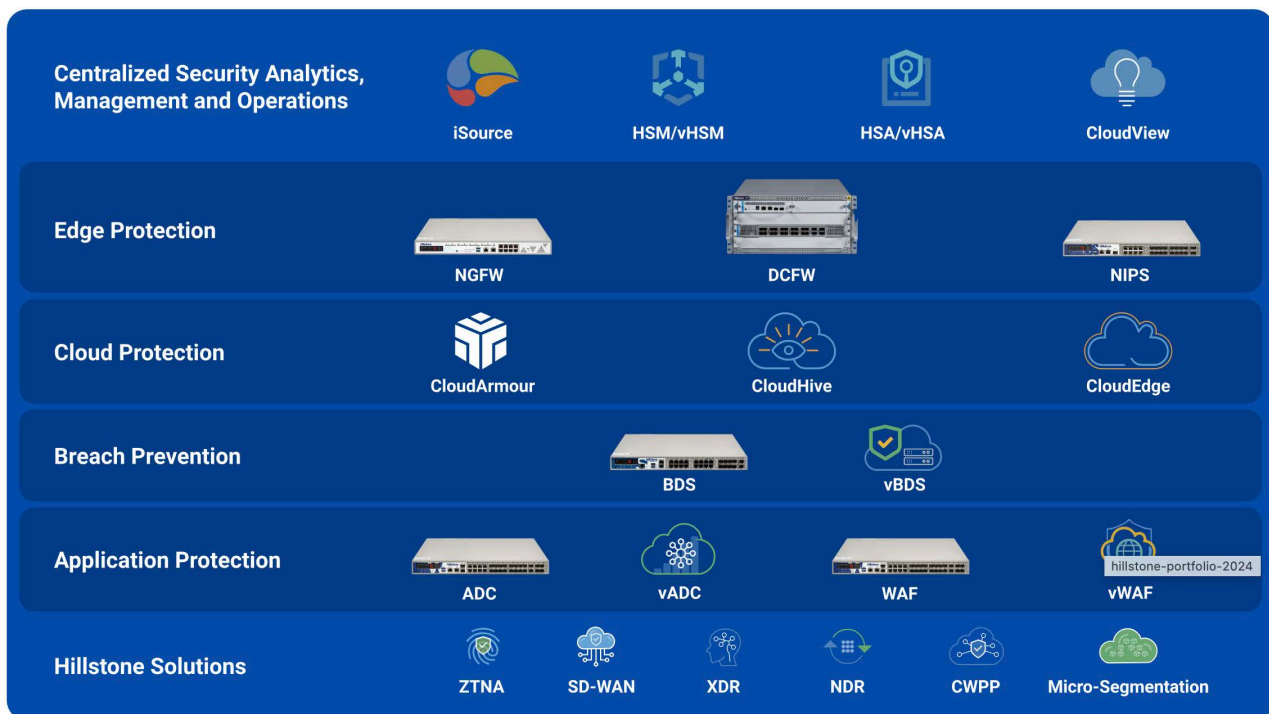 Centralized Security Analytics,
Management and Operations
iSource
HSM/vHSM
HSA/vHSA
CloudView
Edge Protection
NGFW
DCFW
NIPS
Cloud Protection
CloudArmour
CloudHive
CloudEdge
Breach Prevention
BDS
vBDS
Application Protection
hillstone-portfolio-2024
ADC
vADC
WAF
vWAF
Hillstone Solutions
ZTNA
SD-WAN
XDR
NDR
CWPP
Micro-Segmentation